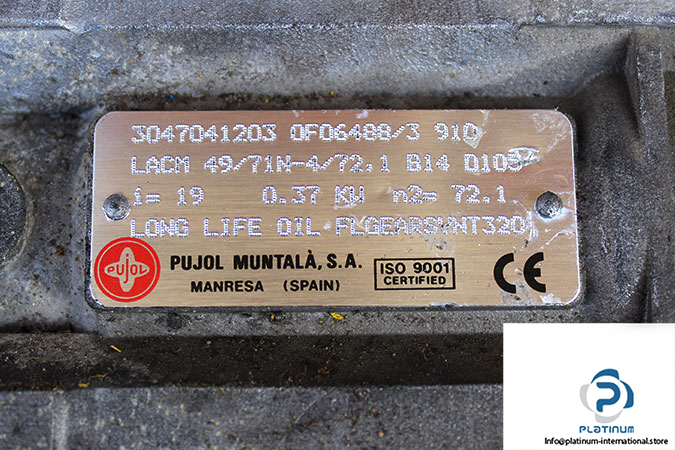 3047041203 0F06488/3 910
LACM 49/71N-4/72,1 B14 D105
i= 19 0.37 KW n2= 72.1
LONG LIFE OIL FLGEARSYNT320
PUJOL
PUJOL MUNTALÀ, S.A.
MANRESA (SPAIN)
ISO 9001
CERTIFIED
CE
PLATINUM
Info@platinum-international.store